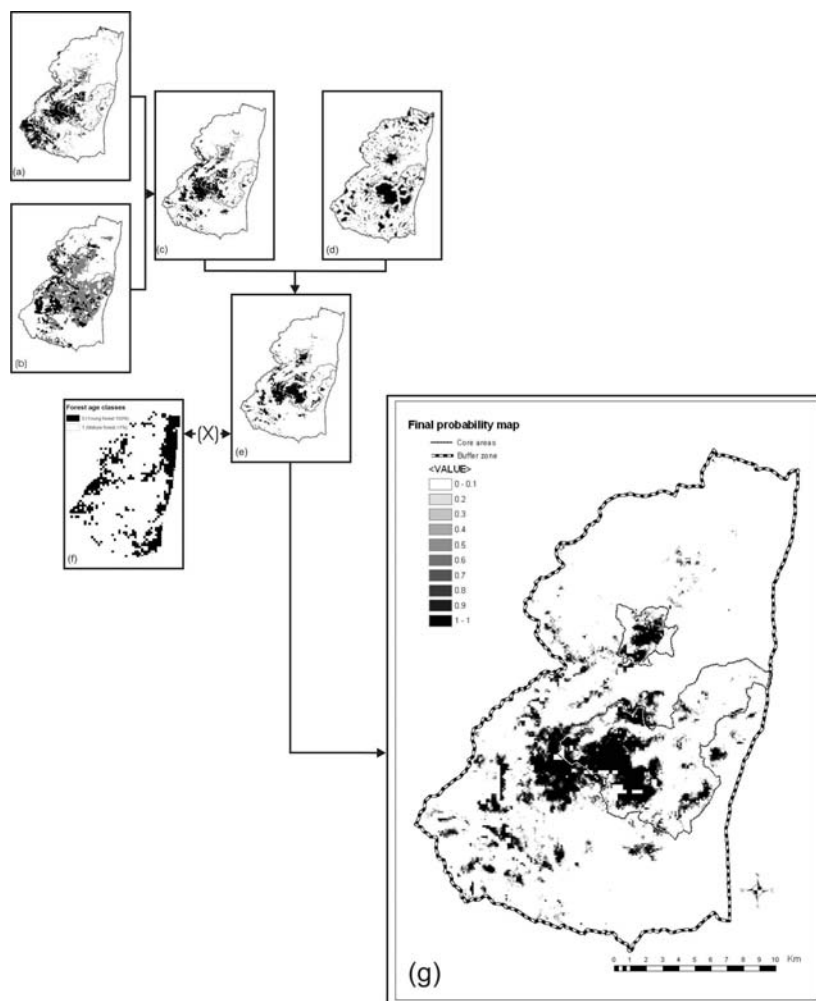 (a)
(b)
(c)
(d)
(e)
Forest age classes
(X)
(f)
Final probability map
Core areas
Buffer zone
<VALUE>
0 - 0.1
0.2
0.3
0.4
0.5
0.6
0.7
0.8
0.9
1 - 1
(g)
Km
0 1 2 3 4 5 6 7 8 9 10